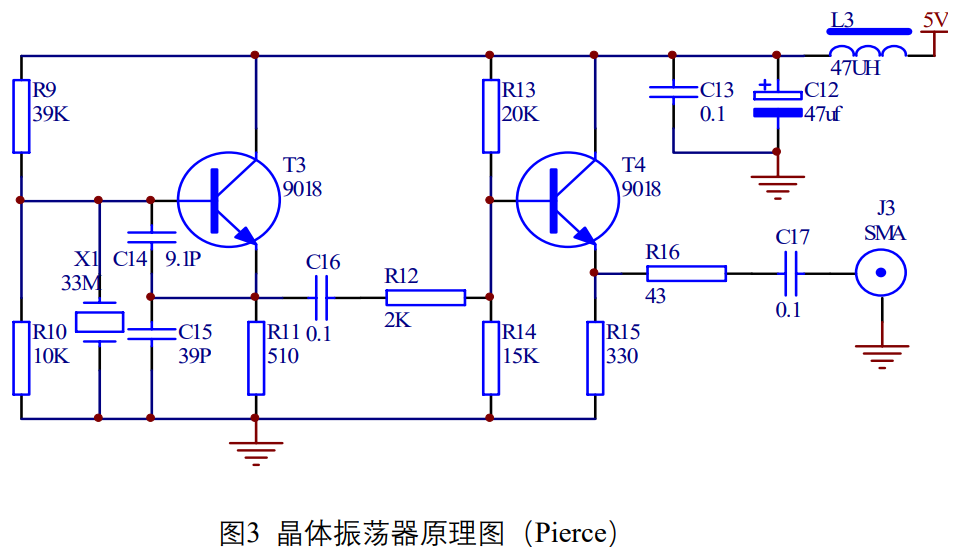 L3
5V
47UH
R9
39K
R13
20K
C13
0.1
C12
47uf
T3
9018
T4
9018
J3
SMA
X1
33M
C14
9.1P
C16
0.1
R12
2K
R16
43
C17
0.1
R10
10K
C15
39P
R11
510
R14
15K
R15
330
图3 晶体振荡器原理图（Pierce）